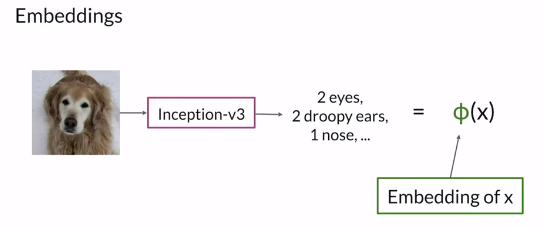 Embeddings
Inception-v3
2 eyes,
2 droopy ears,
1 nose, ...
= ϕ(x)
Embedding of x